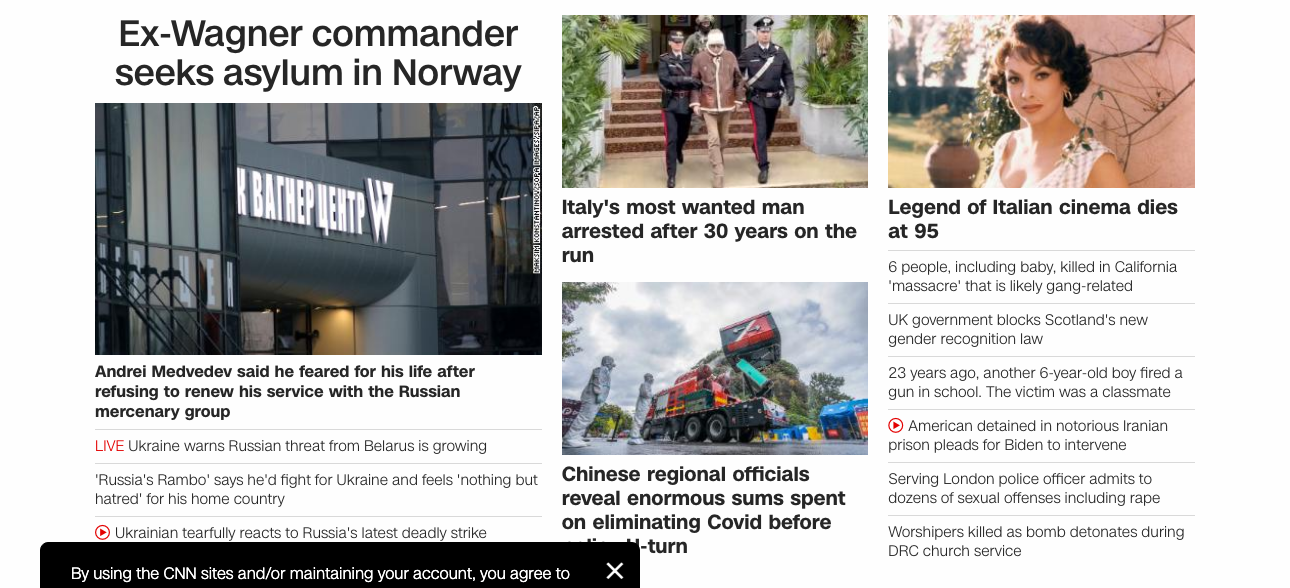 Ex-Wagner commander
seeks asylum in Norway
К ВАГНЕР ЦЕНТР W
MAKSIM KONSTANTINOV/SOPA IMAGES/SIPA/AP
Andrei Medvedev said he feared for his life after
refusing to renew his service with the Russian
mercenary group
LIVE Ukraine warns Russian threat from Belarus is growing
'Russia's Rambo' says he'd fight for Ukraine and feels 'nothing but
hatred' for his home country
Ukrainian tearfully reacts to Russia's latest deadly strike
Italy's most wanted man
arrested after 30 years on the
run
Chinese regional officials
reveal enormous sums spent
on eliminating Covid before
policy U-turn
Legend of Italian cinema dies
at 95
6 people, including baby, killed in California
'massacre' that is likely gang-related
UK government blocks Scotland's new
gender recognition law
23 years ago, another 6-year-old boy fired a
gun in school. The victim was a classmate
American detained in notorious Iranian
prison pleads for Biden to intervene
Serving London police officer admits to
dozens of sexual offenses including rape
Worshipers killed as bomb detonates during
DRC church service
By using the CNN sites and/or maintaining your account, you agree to